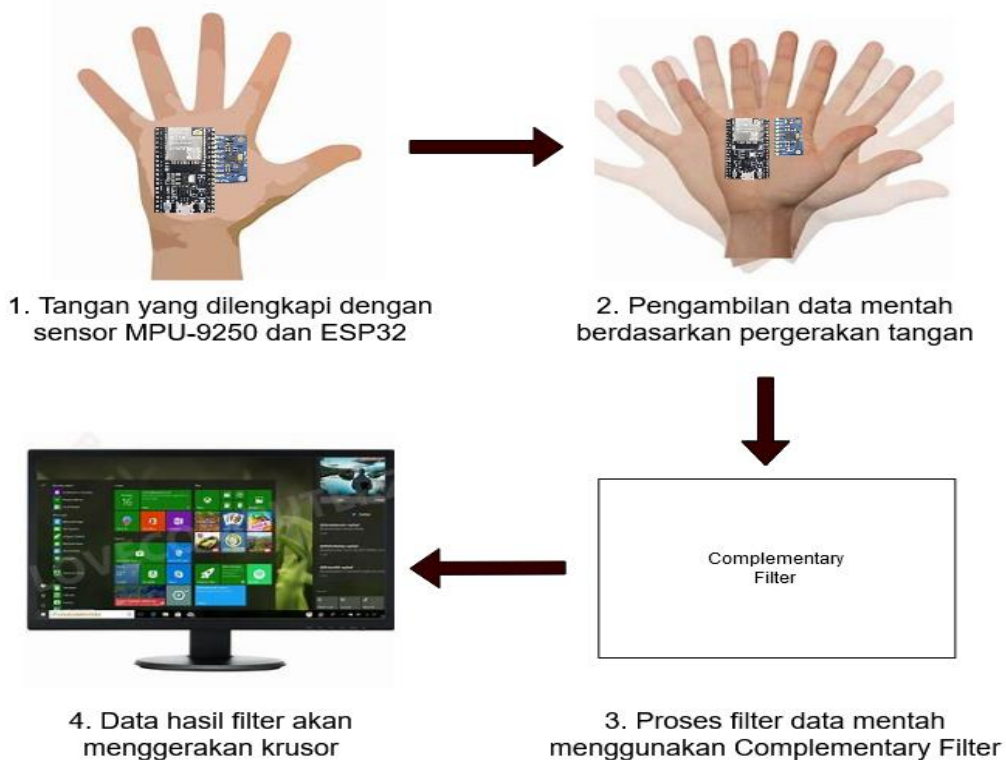 1. Tangan yang dilengkapi dengan
sensor MPU-9250 dan ESP32
2. Pengambilan data mentah
berdasarkan pergerakan tangan
Complementary
Filter
3. Proses filter data mentah
menggunakan Complementary Filter
4. Data hasil filter akan
menggerakan krusor